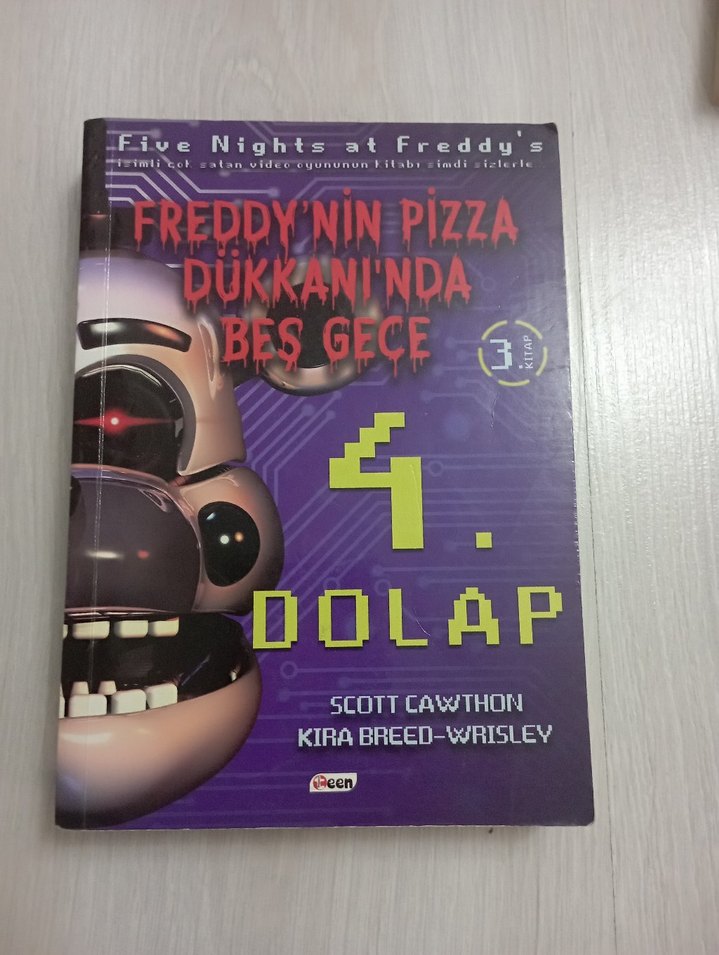 Five Nights at Freddy's
isimli çok satan video oyununun kitabı şimdi sizlerle
FREDDY'NİN PİZZA
DÜKKANI'NDA
BEŞ GEÇE
3.
KİTAP
4.
DOLAP
SCOTT CAWTHON
KIRA BREED-WRISLEY
teen